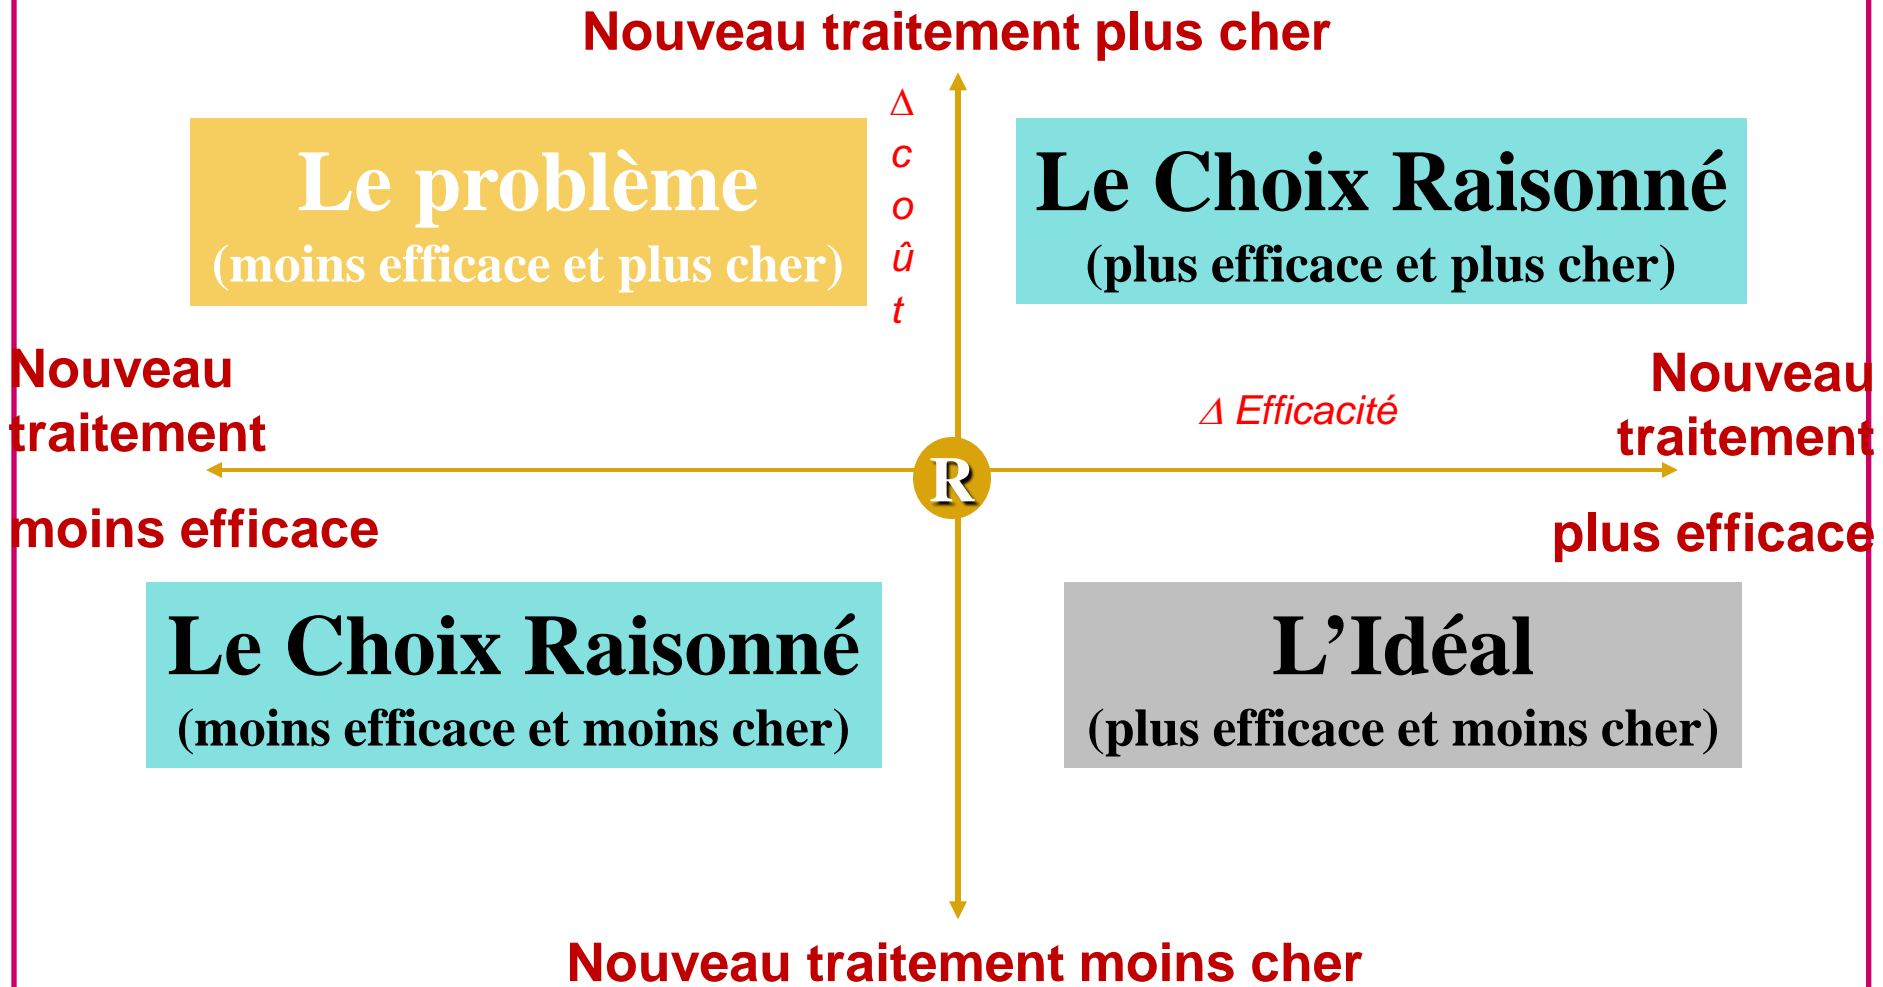 Nouveau traitement plus cher
Δ
c
o
û
t
Le problème
(moins efficace et plus cher)
Le Choix Raisonné
(plus efficace et plus cher)
Nouveau
traitement
moins efficace
Δ Efficacité
Nouveau
traitement
plus efficace
R
Le Choix Raisonné
(moins efficace et moins cher)
L’Idéal
(plus efficace et moins cher)
Nouveau traitement moins cher